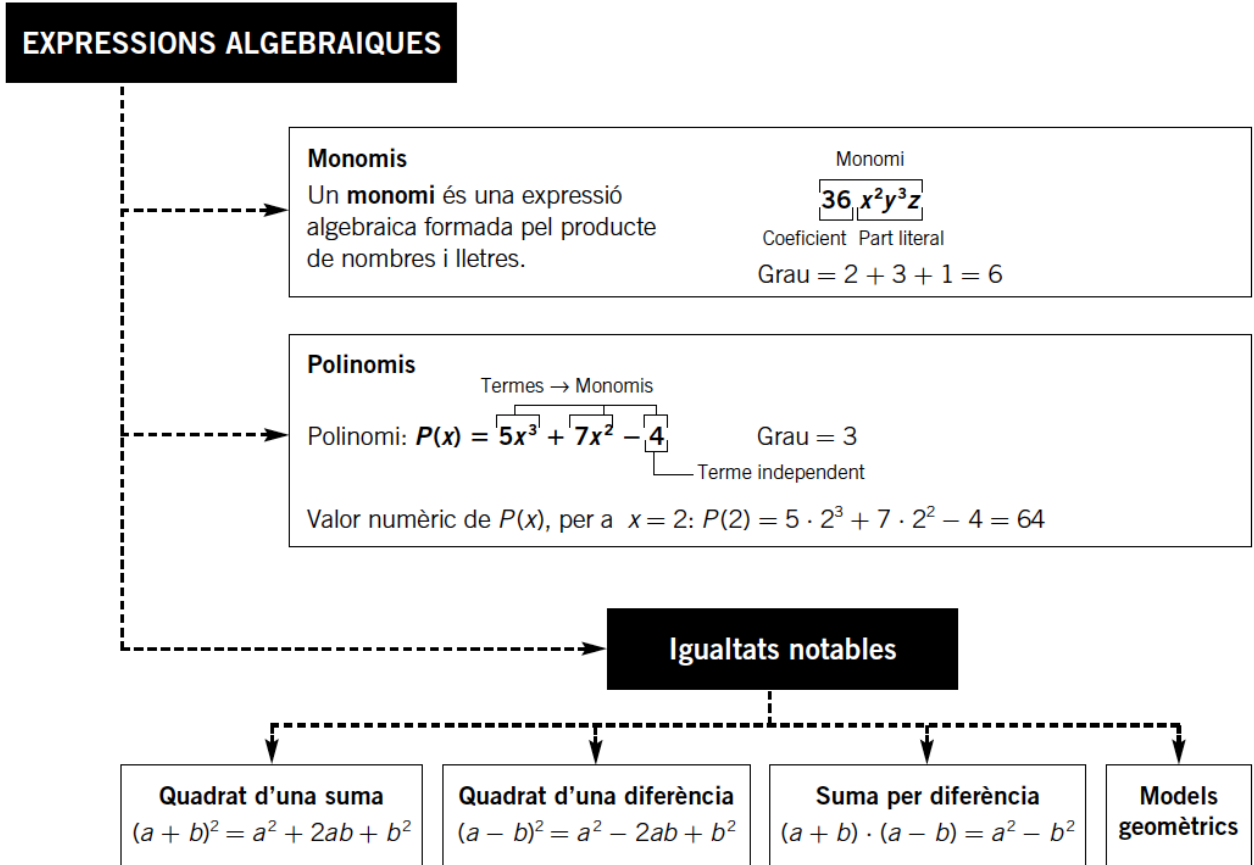 EXPRESSIONS ALGEBRAIQUES
Monomis
Un monomi és una expressió
algebraica formada pel producte
de nombres i lletres.
Monomi
36 x²y³z
Coeficient Part literal
Grau = 2 + 3 + 1 = 6
Polinomis
Termes → Monomis
Polinomi: P(x) = 5x³ + 7x² − 4 Grau = 3
Terme independent
Valor numèric de P(x), per a x = 2: P(2) = 5 · 2³ + 7 · 2² − 4 = 64
Igualtats notables
Quadrat d'una suma
(a + b)² = a² + 2ab + b²
Quadrat d'una diferència
(a − b)² = a² − 2ab + b²
Suma per diferència
(a + b) · (a − b) = a² − b²
Models
geomètrics